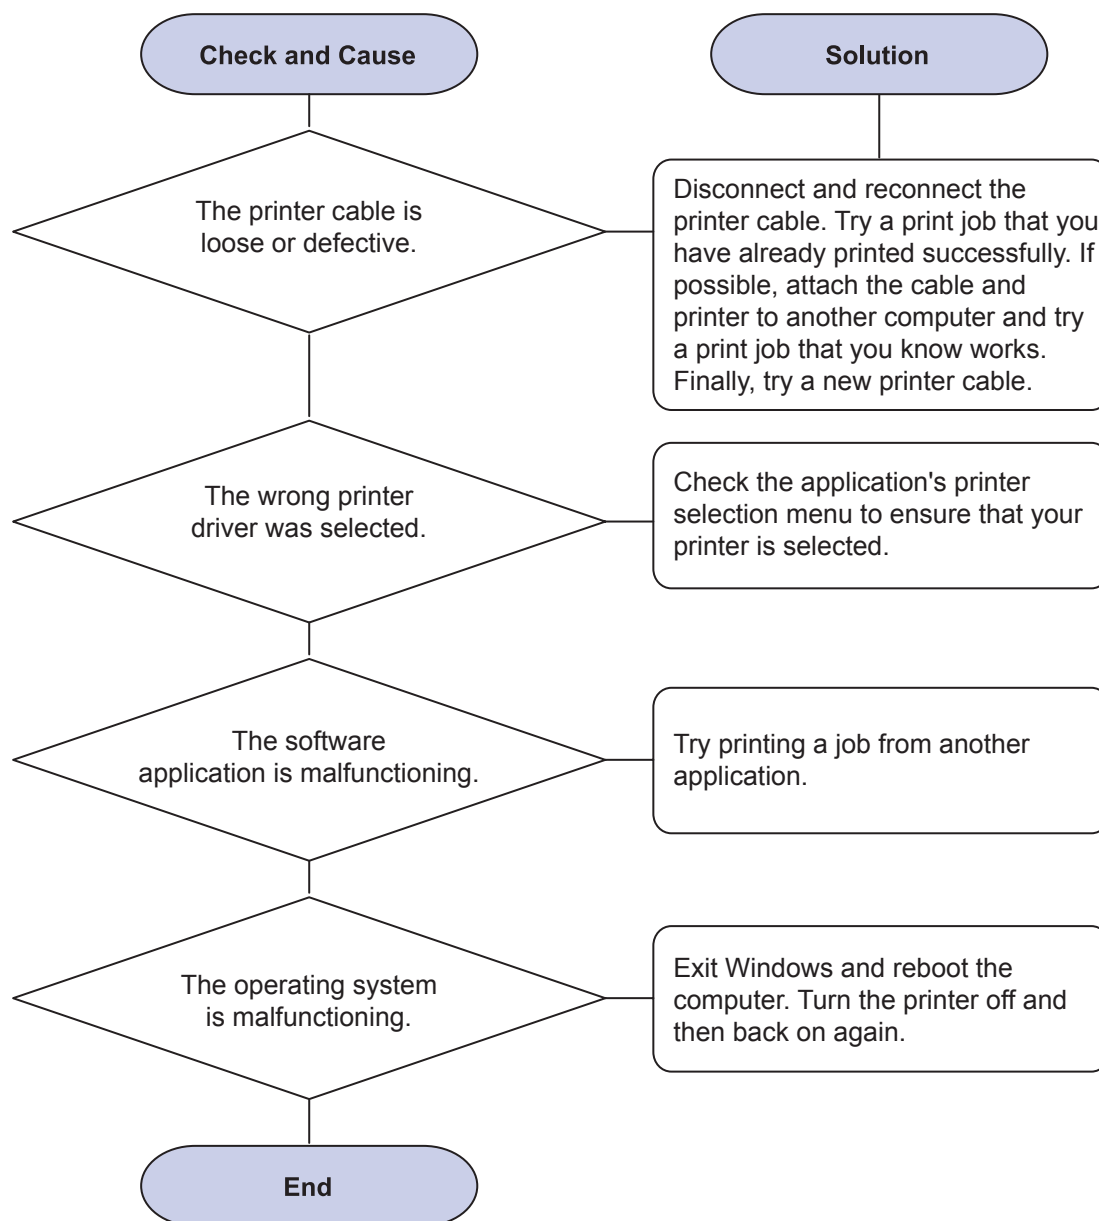 Check and Cause
Solution
The printer cable is
loose or defective.
Disconnect and reconnect the
printer cable. Try a print job that you
have already printed successfully. If
possible, attach the cable and
printer to another computer and try
a print job that you know works.
Finally, try a new printer cable.
The wrong printer
driver was selected.
Check the application's printer
selection menu to ensure that your
printer is selected.
The software
application is malfunctioning.
Try printing a job from another
application.
The operating system
is malfunctioning.
Exit Windows and reboot the
computer. Turn the printer off and
then back on again.
End